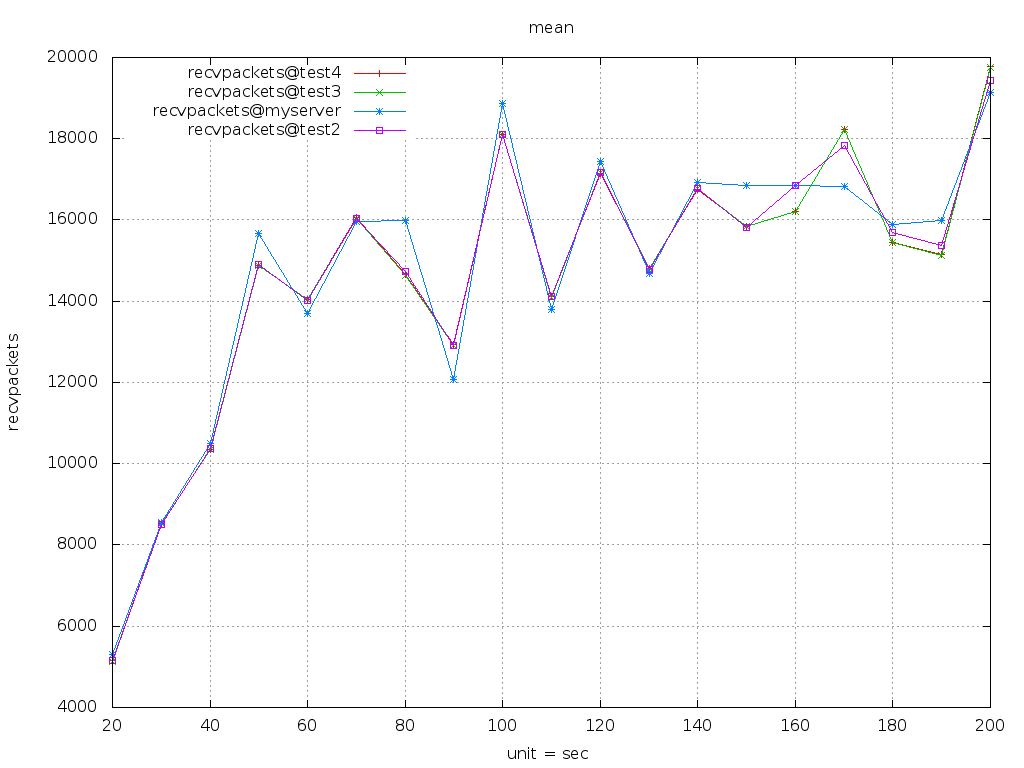 mean
20000
18000
16000
14000
12000
10000
8000
6000
4000
recvpackets@test4
recvpackets@test3
recvpackets@myserver
recvpackets@test2
recvpackets
20 40 60 80 100 120 140 160 180 200
unit = sec